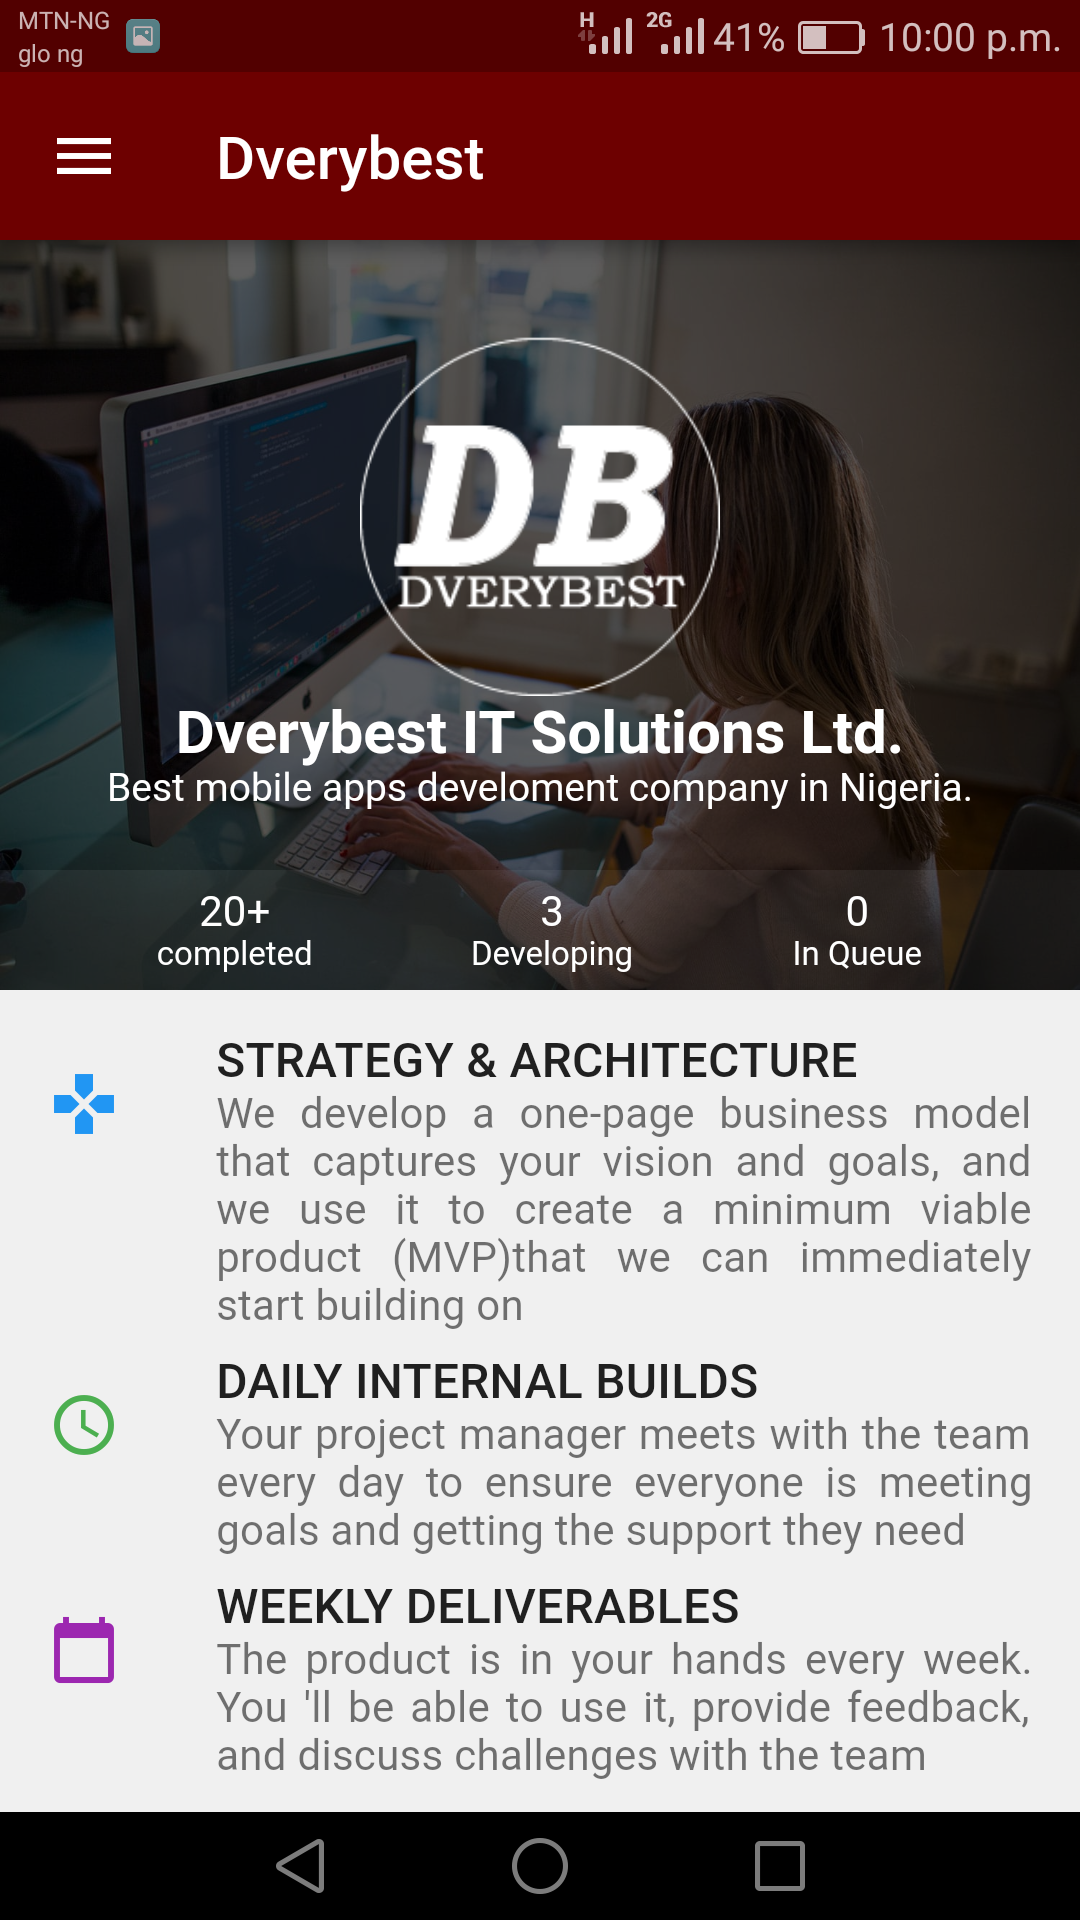 MTN-NG
glo ng
H
2G
41%
10:00 p.m.
Dverybest
DB
DVERYBEST
Dverybest IT Solutions Ltd.
Best mobile apps develoment company in Nigeria.
20+
completed
3
Developing
0
In Queue
STRATEGY & ARCHITECTURE
We develop a one-page business model
that captures your vision and goals, and
we use it to create a minimum viable
product (MVP)that we can immediately
start building on
DAILY INTERNAL BUILDS
Your project manager meets with the team
every day to ensure everyone is meeting
goals and getting the support they need
WEEKLY DELIVERABLES
The product is in your hands every week.
You 'll be able to use it, provide feedback,
and discuss challenges with the team